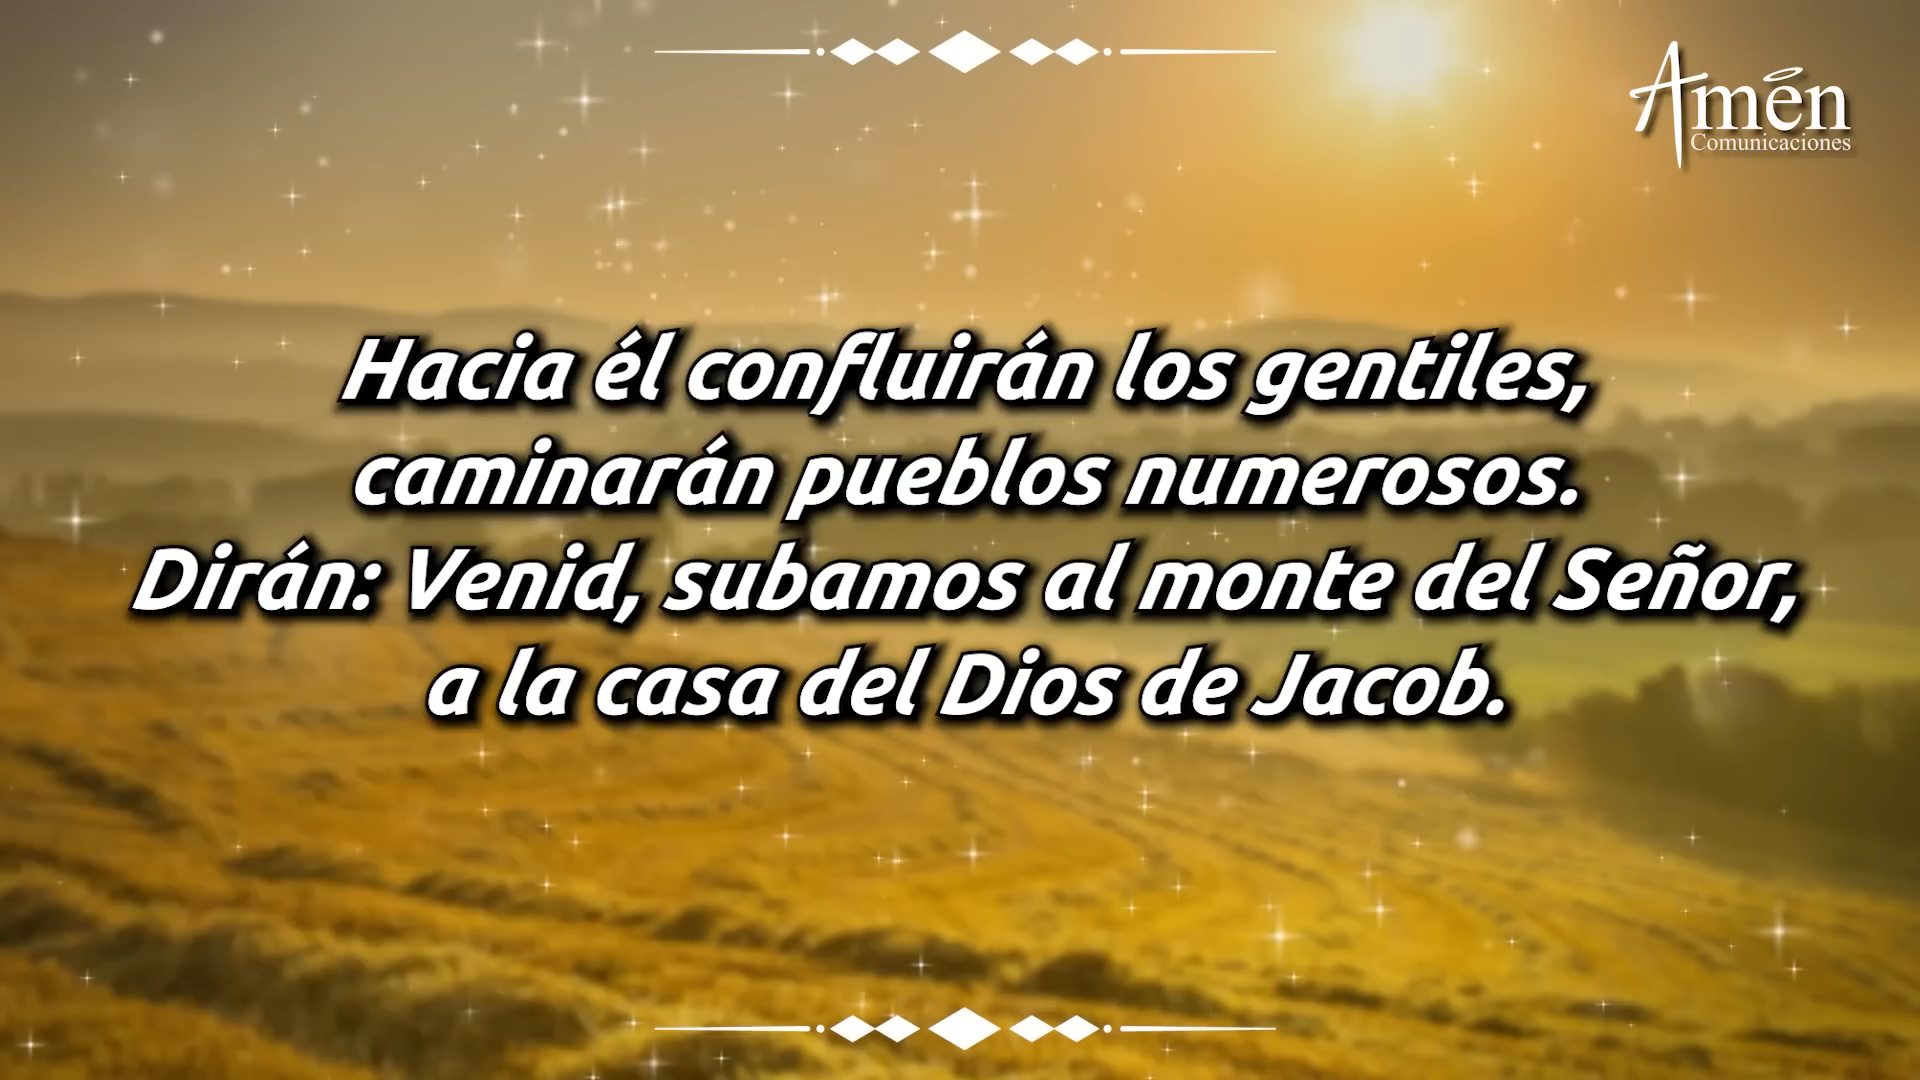 Amén
Comunicaciones
Hacia él confluirán los gentiles,
caminarán pueblos numerosos.
Dirán: Venid, subamos al monte del Señor,
a la casa del Dios de Jacob.